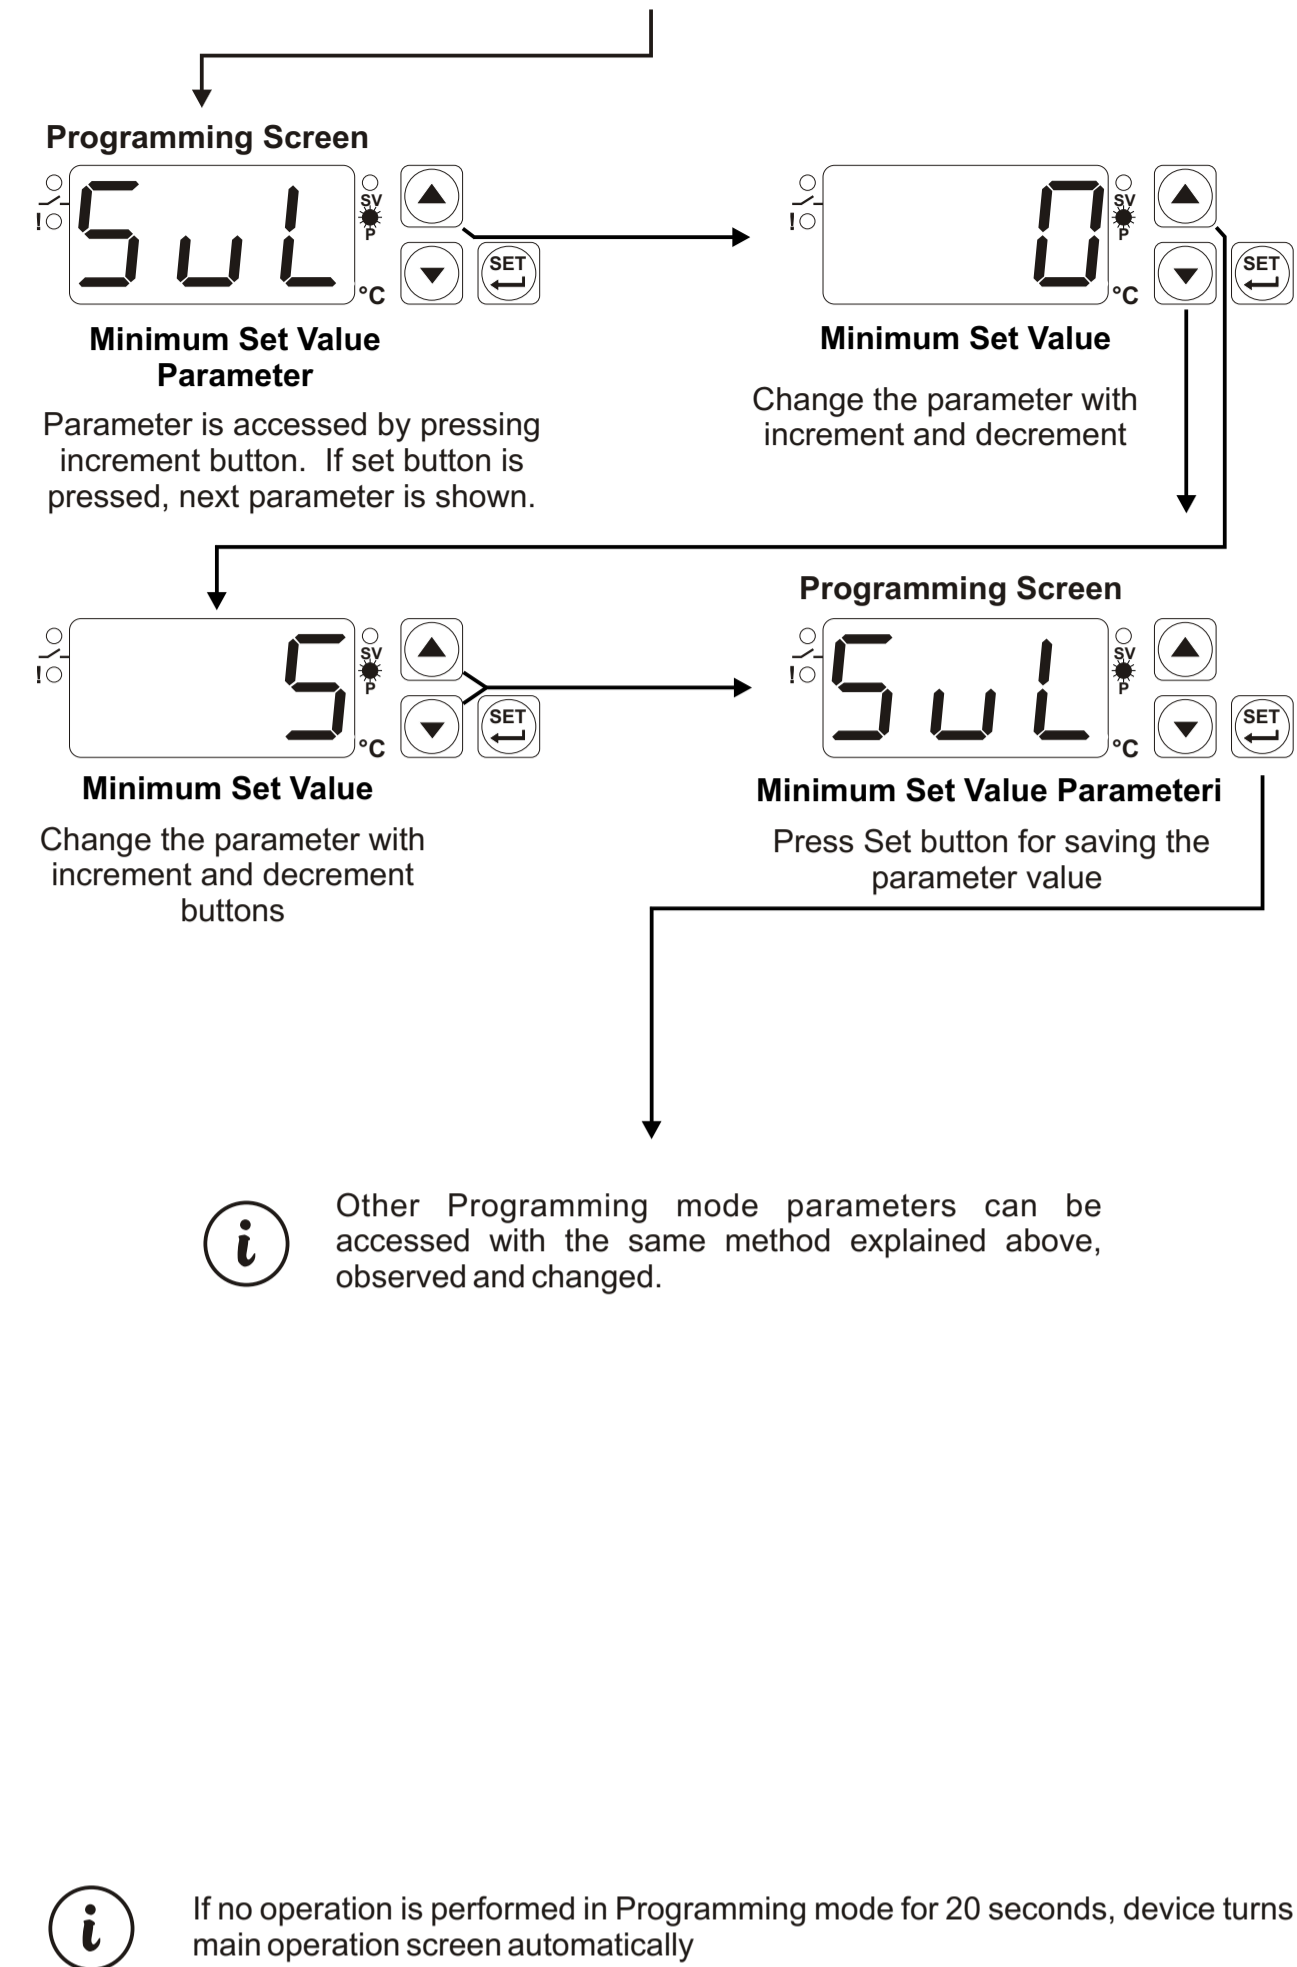 Programming Screen
SuL
SV
!
P
°C
SET
0
SV
!
P
°C
SET
Minimum Set Value
Parameter
Minimum Set Value
Parameter is accessed by pressing
increment button. If set button is
pressed, next parameter is shown.
Change the parameter with
increment and decrement
5
SV
!
P
°C
SET
Programming Screen
SuL
SV
!
P
°C
SET
Minimum Set Value
Change the parameter with
increment and decrement
buttons
Minimum Set Value Parameteri
Press Set button for saving the
parameter value
i
Other Programming mode parameters can be
accessed with the same method explained above,
observed and changed.
i
If no operation is performed in Programming mode for 20 seconds, device turns
main operation screen automatically